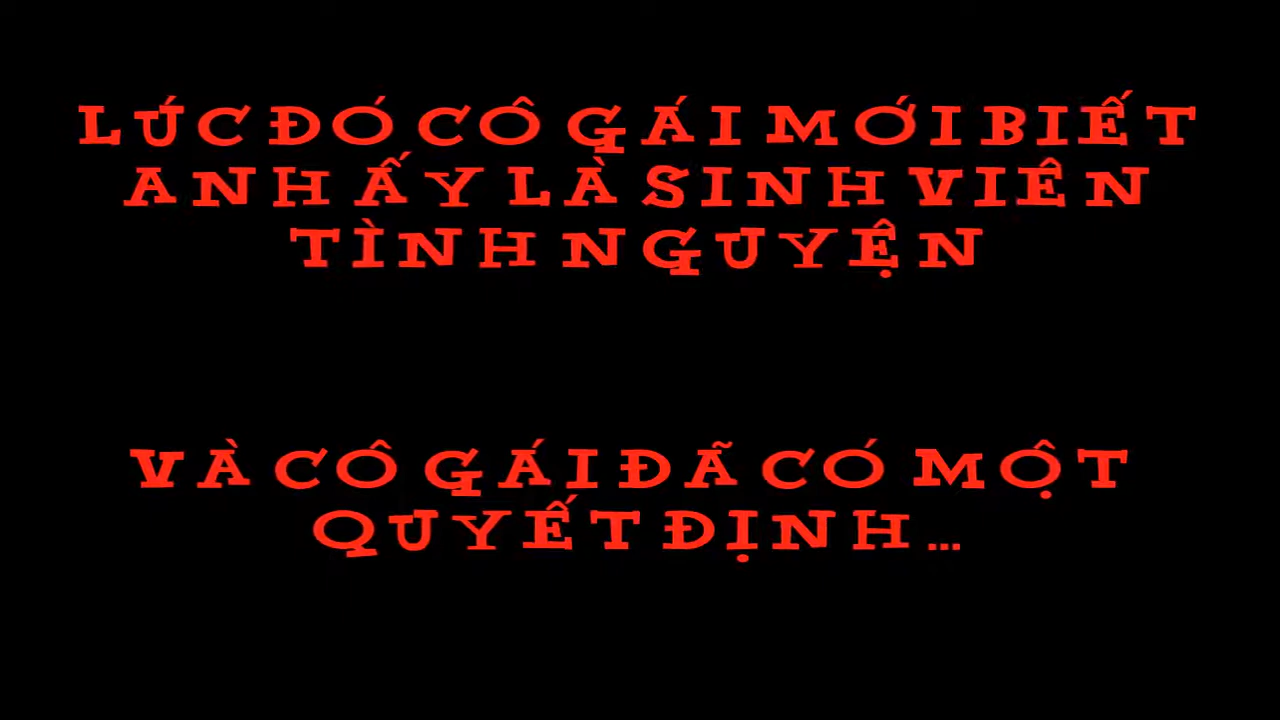 LÚC ĐÓ CÔ GÁI MỚI BIẾT
ANH ẤY LÀ SINH VIÊN
TÌNH NGUYỆN
VÀ CÔ GÁI ĐÃ CÓ MỘT
QUYẾT ĐỊNH...